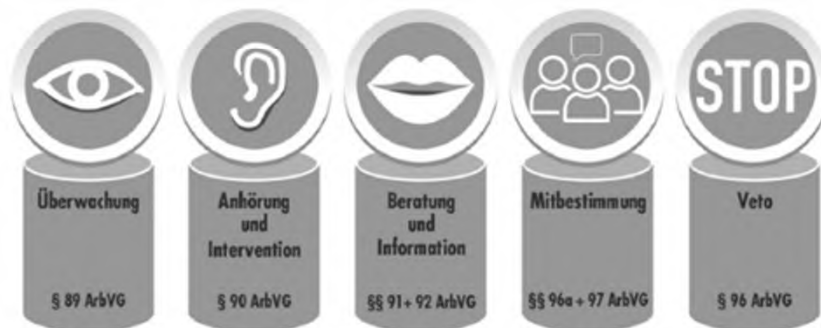 STOP
Überwachung
§ 89 ArbVG
Anhörung
und
Intervention
§ 90 ArbVG
Beratung
und
Information
§§ 91+ 92 ArbVG
Mitbestimmung
§§ 96a + 97 ArbVG
Veto
§ 96 ArbVG